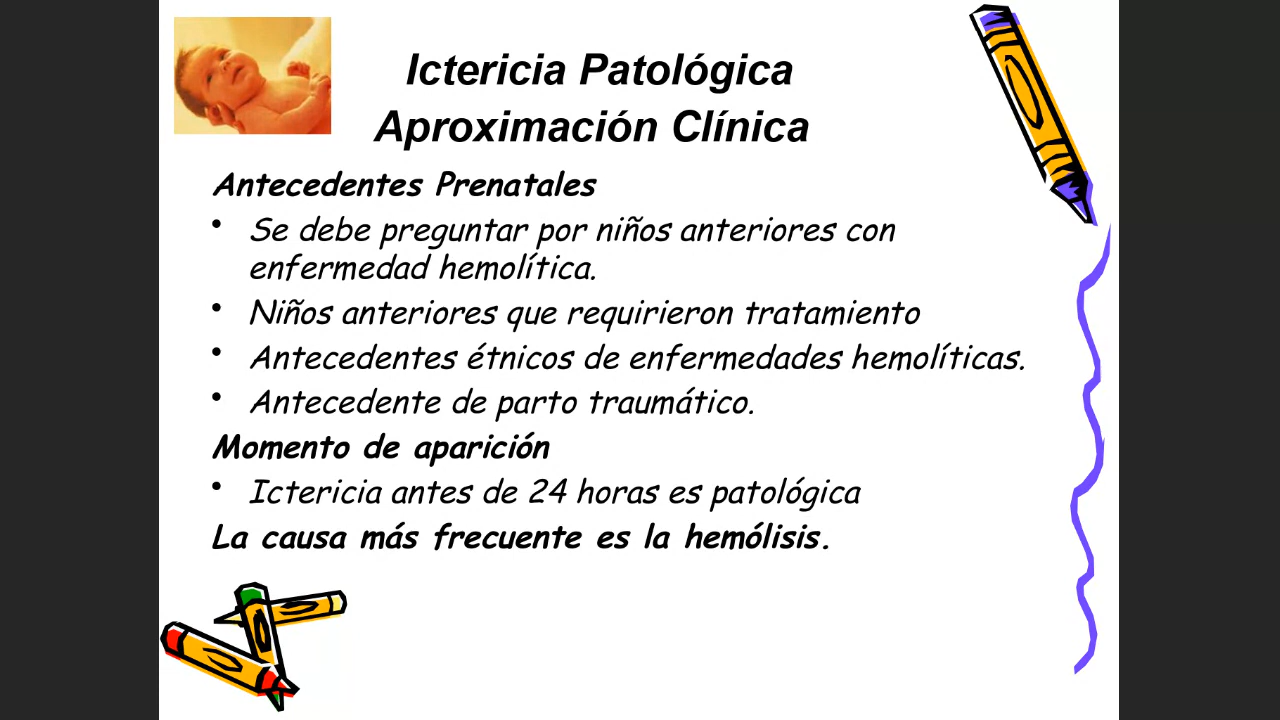 Ictericia Patológica
Aproximación Clínica
Antecedentes Prenatales
• Se debe preguntar por niños anteriores con
enfermedad hemolítica.
• Niños anteriores que requirieron tratamiento
• Antecedentes étnicos de enfermedades hemolíticas.
• Antecedente de parto traumático.
Momento de aparición
• Ictericia antes de 24 horas es patológica
La causa más frecuente es la hemólisis.